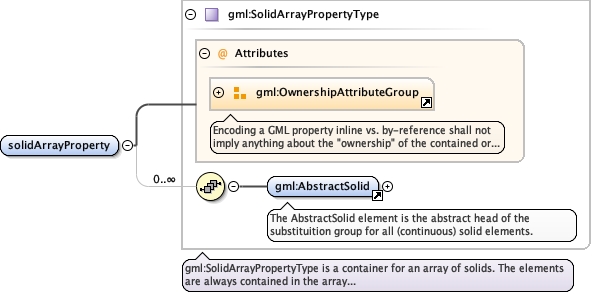 gml:SolidArrayPropertyType
@ Attributes
gml:OwnershipAttributeGroup
Encoding a GML property inline vs. by-reference shall not
imply anything about the "ownership" of the contained or...
solidArrayProperty
0..∞
gml:AbstractSolid
The AbstractSolid element is the abstract head of the
substituition group for all (continuous) solid elements.
gml:SolidArrayPropertyType is a container for an array of solids. The elements
are always contained in the array...